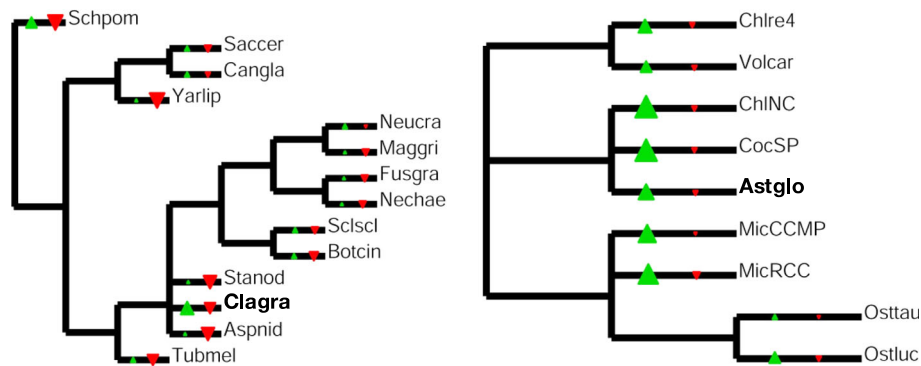 Schpom
Saccer
Cangla
Yarlip
Neucra
Maggri
Fusgra
Nechae
Sclscl
Botcin
Stanod
Clagra
Aspnid
Tubmel
Chlre4
Volcar
ChlNC
CocSP
Astglo
MicCCMP
MicRCC
Osttau
Ostluc